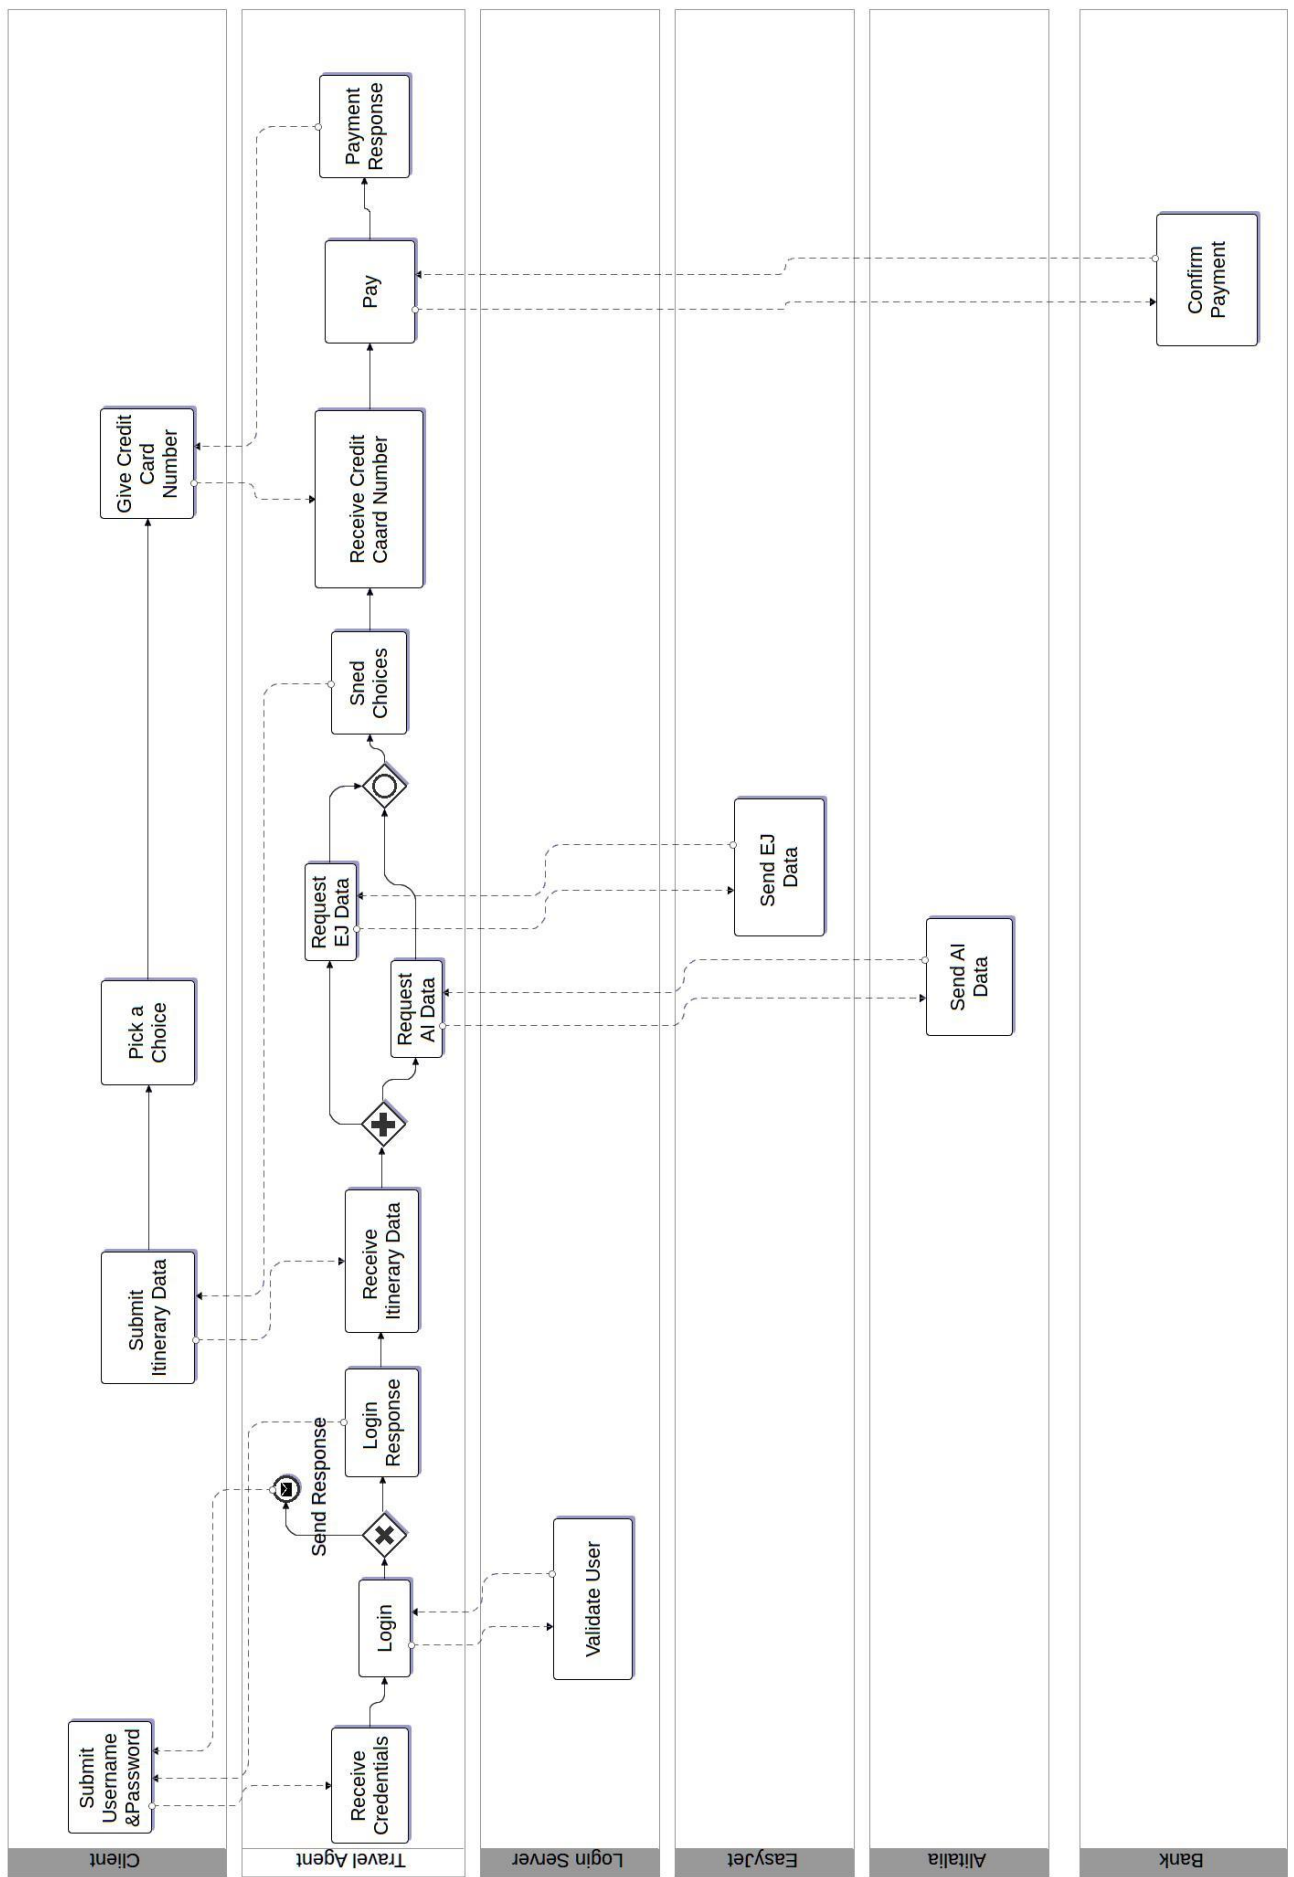 Client
Submit
Username
&Password
Submit
Itinerary Data
Pick a
Choice
Give Credit
Card
Number
Travel Agent
Receive
Credentials
Login
Send Response
Login
Response
Receive
Itinerary Data
Request
EJ Data
Request
AI Data
Sned
Choices
Receive Credit
Caard Number
Pay
Payment
Response
Login Server
Validate User
EasyJet
Send EJ
Data
Alitalia
Send AI
Data
Bank
Confirm
Payment